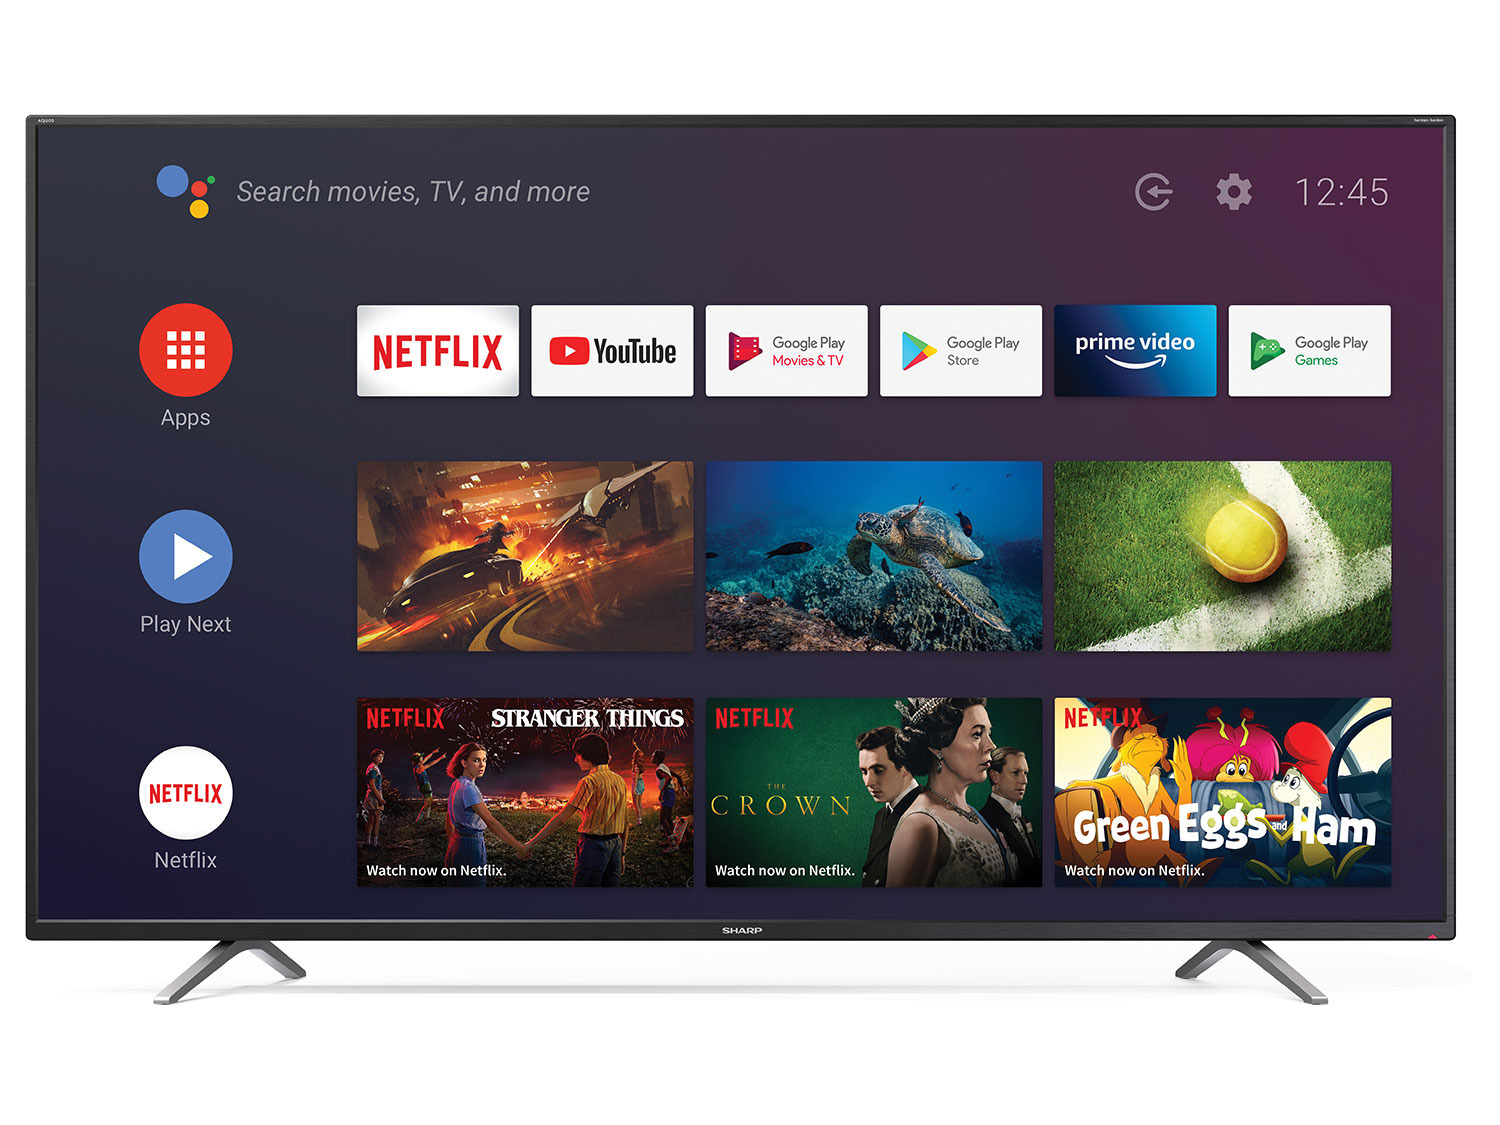 AQUOS
harman/kardon
Search movies, TV, and more
12:45
Apps
NETFLIX
YouTube
Google Play
Movies & TV
Google Play
Store
prime video
Google Play
Games
Play Next
NETFLIX
Netflix
NETFLIX
STRANGER THINGS
Watch now on Netflix.
NETFLIX
THE
CROWN
Watch now on Netflix.
NETFLIX
Green Eggs and Ham
Watch now on Netflix.
SHARP